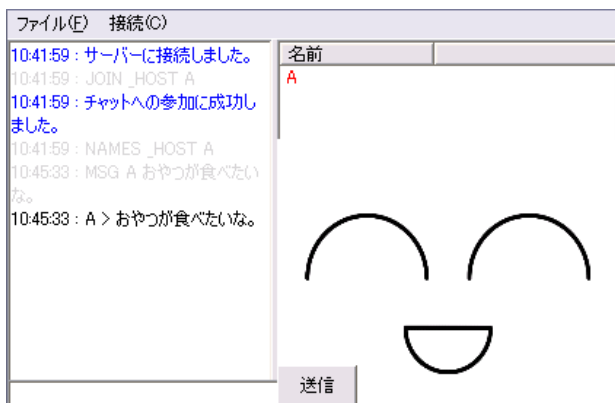 ファイル(F) 接続(C)
10:41:59 : サーバーに接続しました。
10:41:59 : JOIN _HOST A
10:41:59 : チャットへの参加に成功し
ました。
10:41:59 : NAMES _HOST A
10:45:33 : MSG A おやつが食べたい
な。
10:45:33 : A > おやつが食べたいな。
名前
A
送信